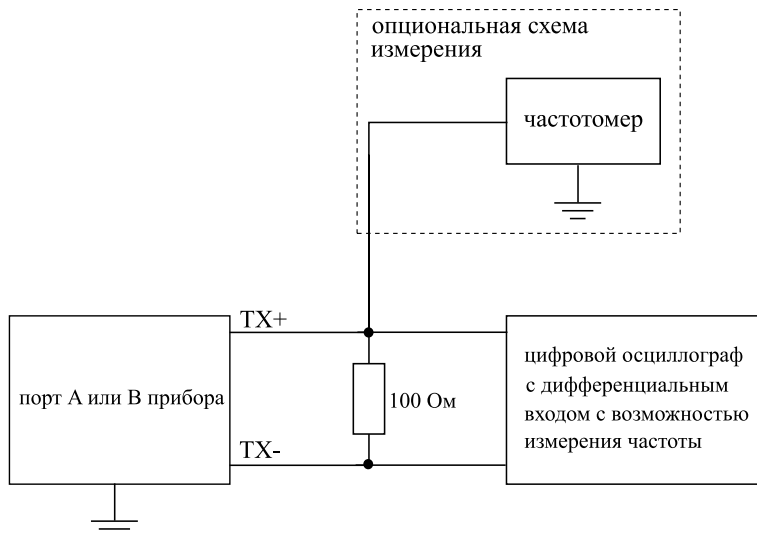 опциональная схема
измерения
частотомер
TX+
порт А или В прибора
100 Ом
TX-
цифровой осциллограф
с дифференциальным
входом с возможностью
измерения частоты